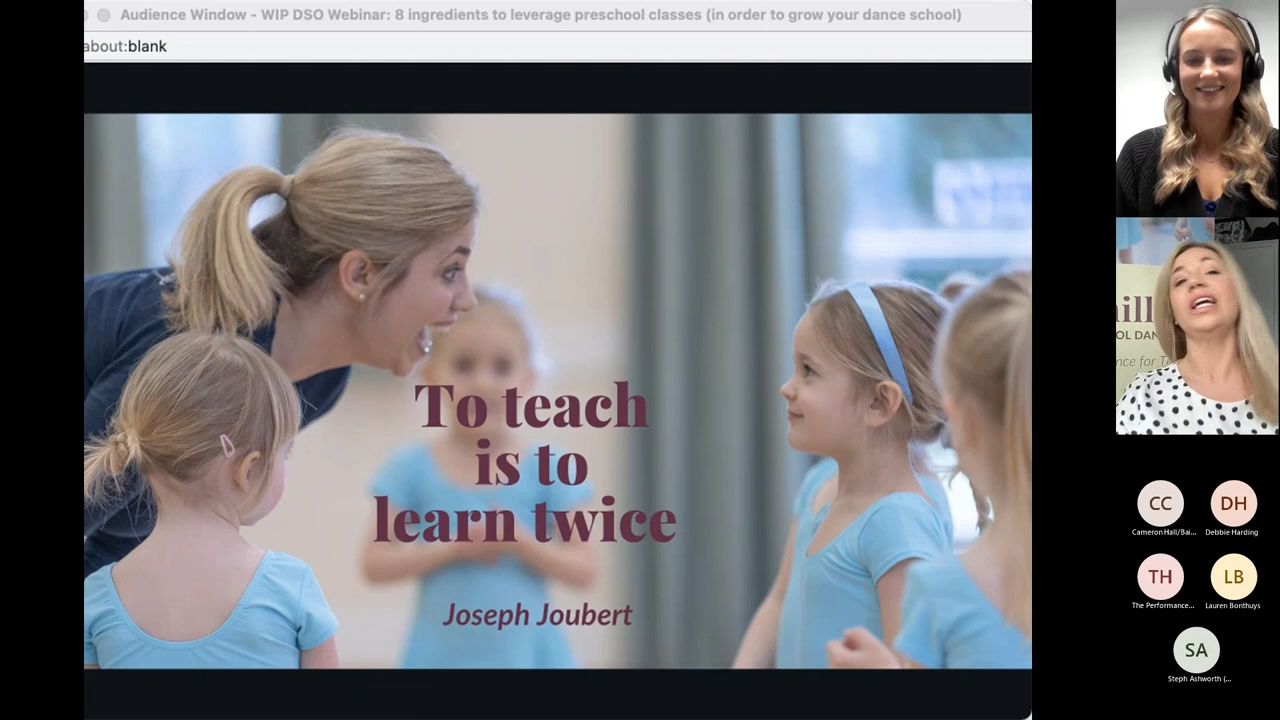 Audience Window - WIP DSO Webinar: 8 ingredients to leverage preschool classes (in order to grow your dance school)
about:blank
To teach
is to
learn twice
Joseph Joubert
CC
DH
Cameron Hall/Bai...
Debbie Harding
TH
LB
The Performance...
Lauren Bonthuys
SA
Steph Ashworth (...